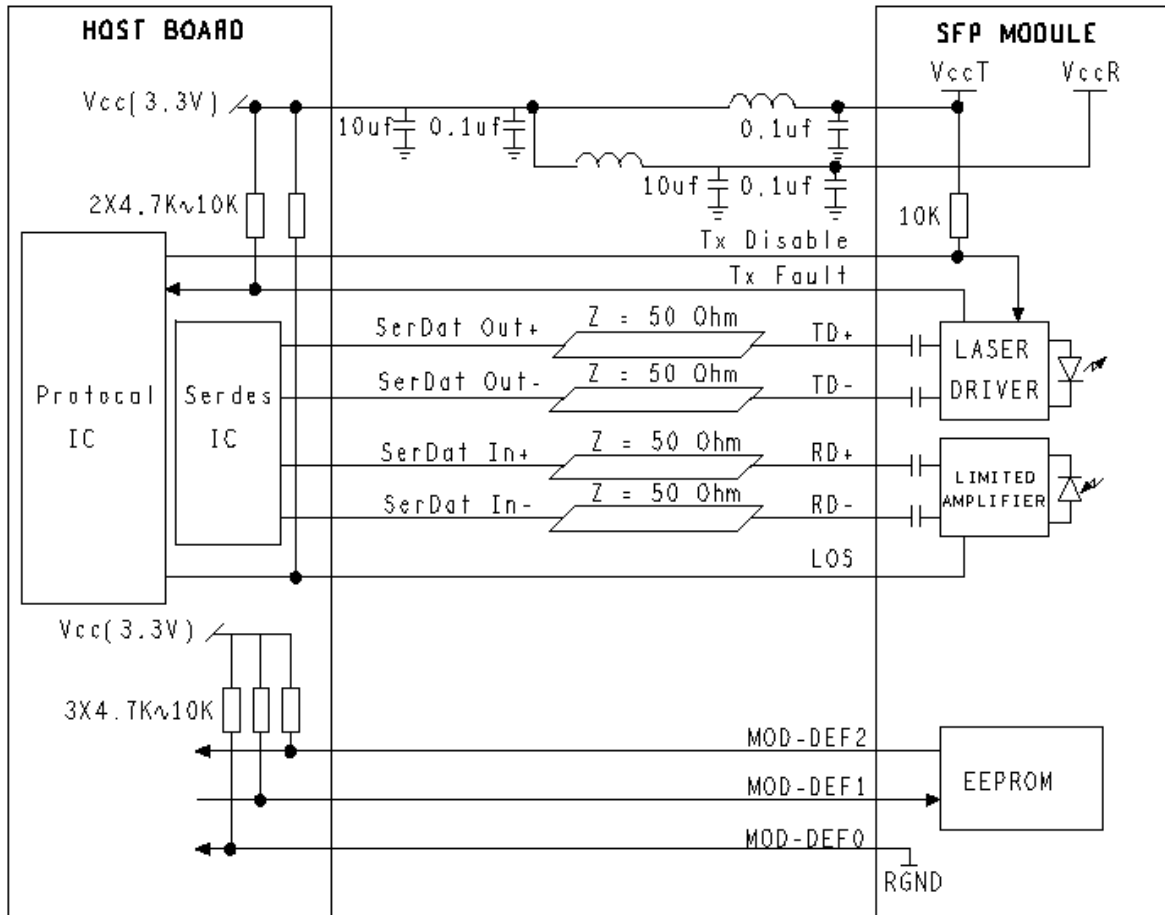 HOST BOARD
SFP MODULE
VccT
VccR
Vcc(3.3V)
10uf
0.1uf
0.1uf
10uf
0.1uf
2X4.7K~10K
10K
Tx Disable
Tx Fault
SerDat Out+
Z = 50 Ohm
TD+
SerDat Out-
Z = 50 Ohm
TD-
SerDat In+
Z = 50 Ohm
RD+
SerDat In-
Z = 50 Ohm
RD-
Protocal
IC
Serdes
IC
LASER
DRIVER
LIMITED
AMPLIFIER
LOS
Vcc(3.3V)
3X4.7K~10K
MOD-DEF2
MOD-DEF1
MOD-DEF0
EEPROM
RGND